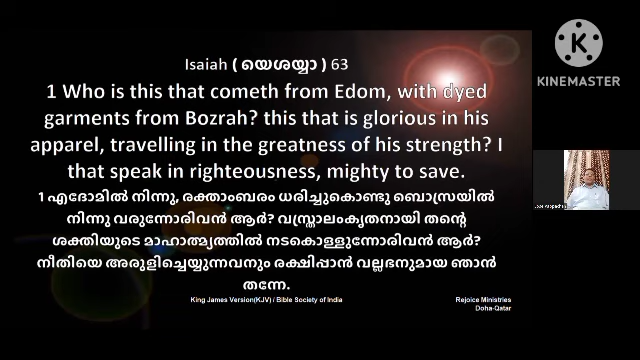 Isaiah ( യെശയ്യാ ) 63
1 Who is this that cometh from Edom, with dyed
garments from Bozrah? this that is glorious in his
apparel, travelling in the greatness of his strength? I
that speak in righteousness, mighty to save.
1 എദോമിൽ നിന്നു, രക്താംബരം ധരിച്ചുകൊണ്ടു ബൊസ്രയിൽ
നിന്നു വരുന്നോരിവൻ ആർ? വസ്ത്രാലംകൃതനായി തന്റെ
ശക്തിയുടെ മാഹാത്മ്യത്തിൽ നടകൊള്ളുന്നോരിവൻ ആർ?
നീതിയെ അരുളിച്ചെയ്യുന്നവനും രക്ഷിപ്പാൻ വല്ലഭനുമായ ഞാൻ
തന്നേ.
King James Version(KJV) / Bible Society of India
Rejoice Ministries
Doha-Qatar
KINEMASTER